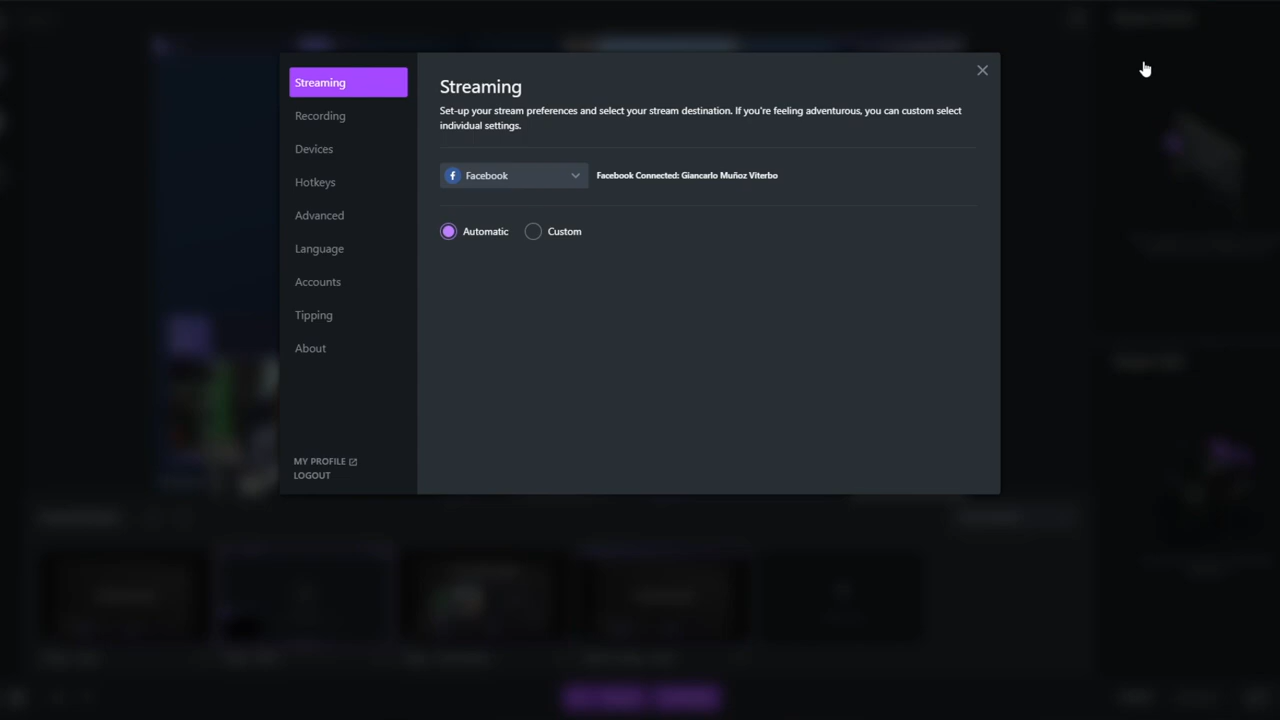 Streaming
Recording
Devices
Hotkeys
Advanced
Language
Accounts
Tipping
About
MY PROFILE
LOGOUT
Streaming
Set-up your stream preferences and select your stream destination. If you're feeling adventurous, you can custom select
individual settings.
Facebook
Facebook Connected: Giancarlo Muñoz Viterbo
Automatic
Custom